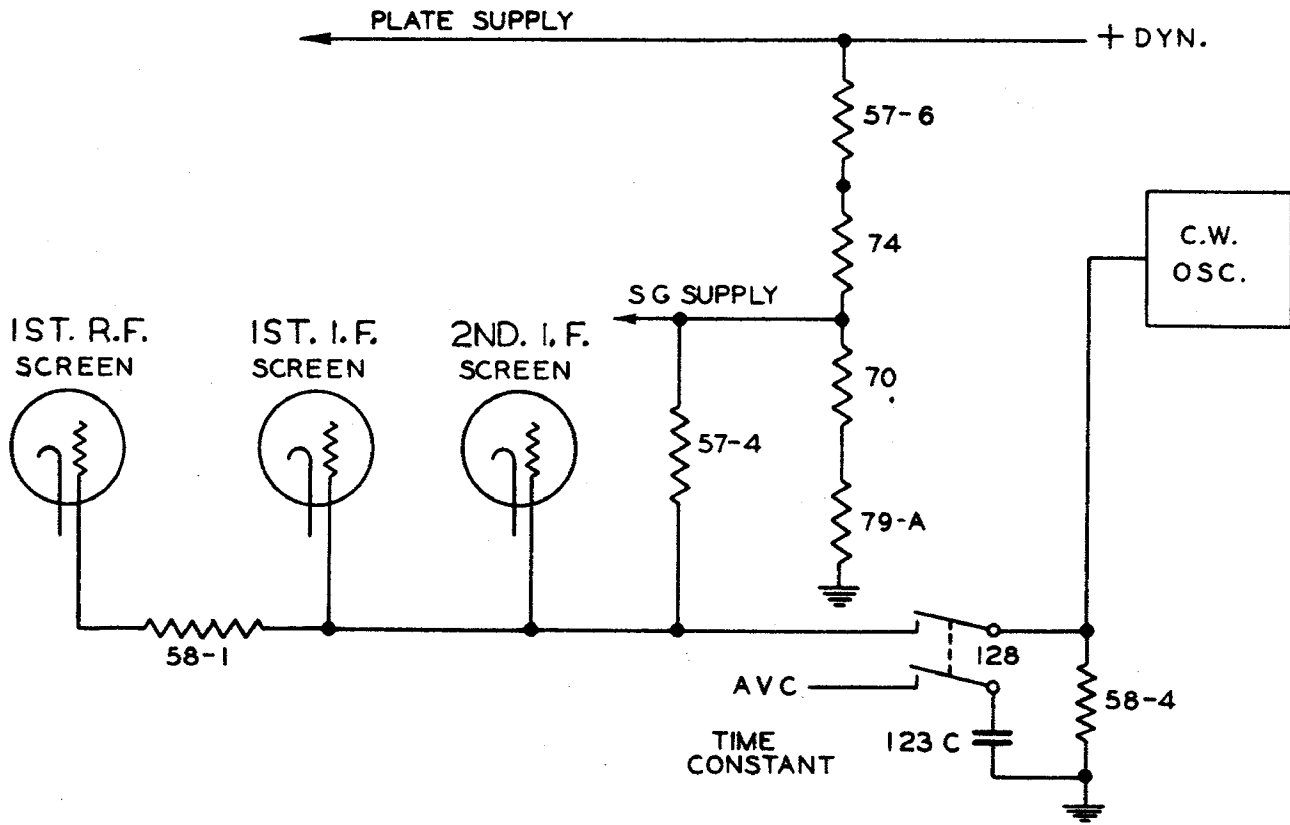 PLATE SUPPLY
+ DYN.
57-6
C.W.
OSC.
74
SG SUPPLY
1ST. R.F.
SCREEN
1ST. I.F.
SCREEN
2ND. I.F.
SCREEN
70
57-4
79-A
58-1
128
AVC
58-4
123 C
TIME
CONSTANT